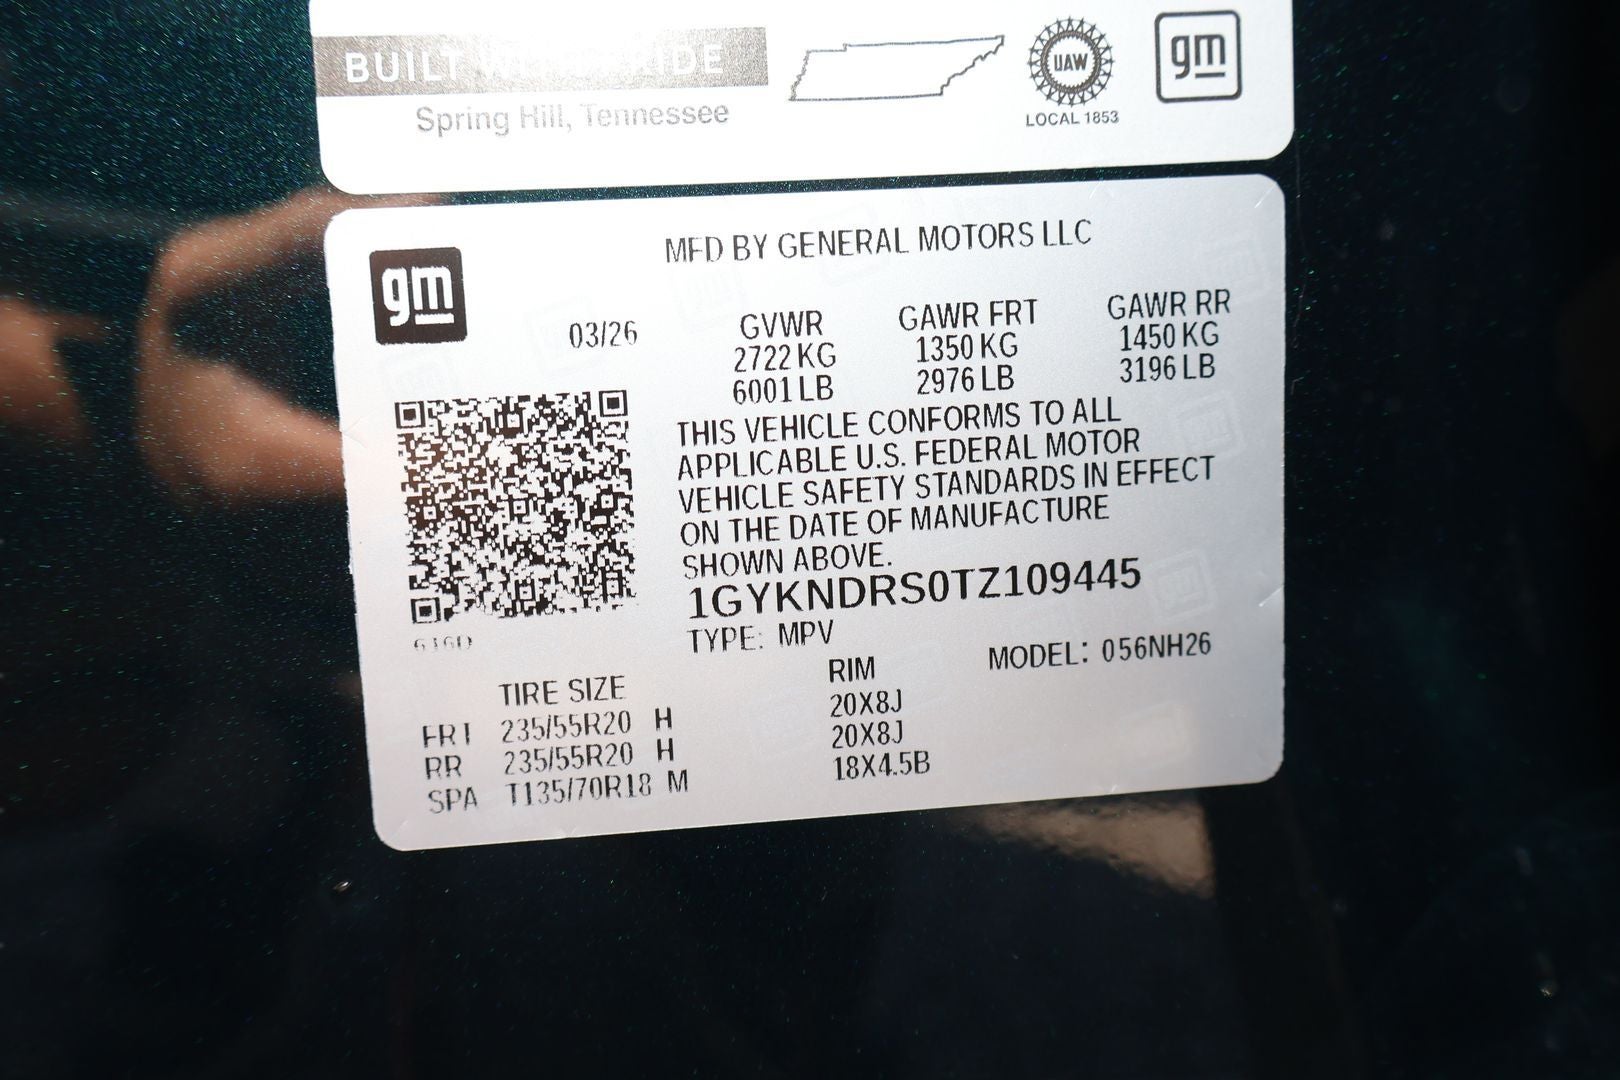 BUILT WITH PRIDE
Spring Hill, Tennessee
UAW
LOCAL 1853
gm
gm
MFD BY GENERAL MOTORS LLC
03/26
GVWR GAWR FRT GAWR RR
2722 KG 1350 KG 1450 KG
6001 LB 2976 LB 3196 LB
THIS VEHICLE CONFORMS TO ALL
APPLICABLE U.S. FEDERAL MOTOR
VEHICLE SAFETY STANDARDS IN EFFECT
ON THE DATE OF MANUFACTURE
SHOWN ABOVE.
1GYKNDRS0TZ109445
TYPE: MPV
MODEL: 056NH26
TIRE SIZE RIM
FRT 235/55R20 H 20X8J
RR 235/55R20 H 20X8J
SPA T135/70R18 M 18X4.5B